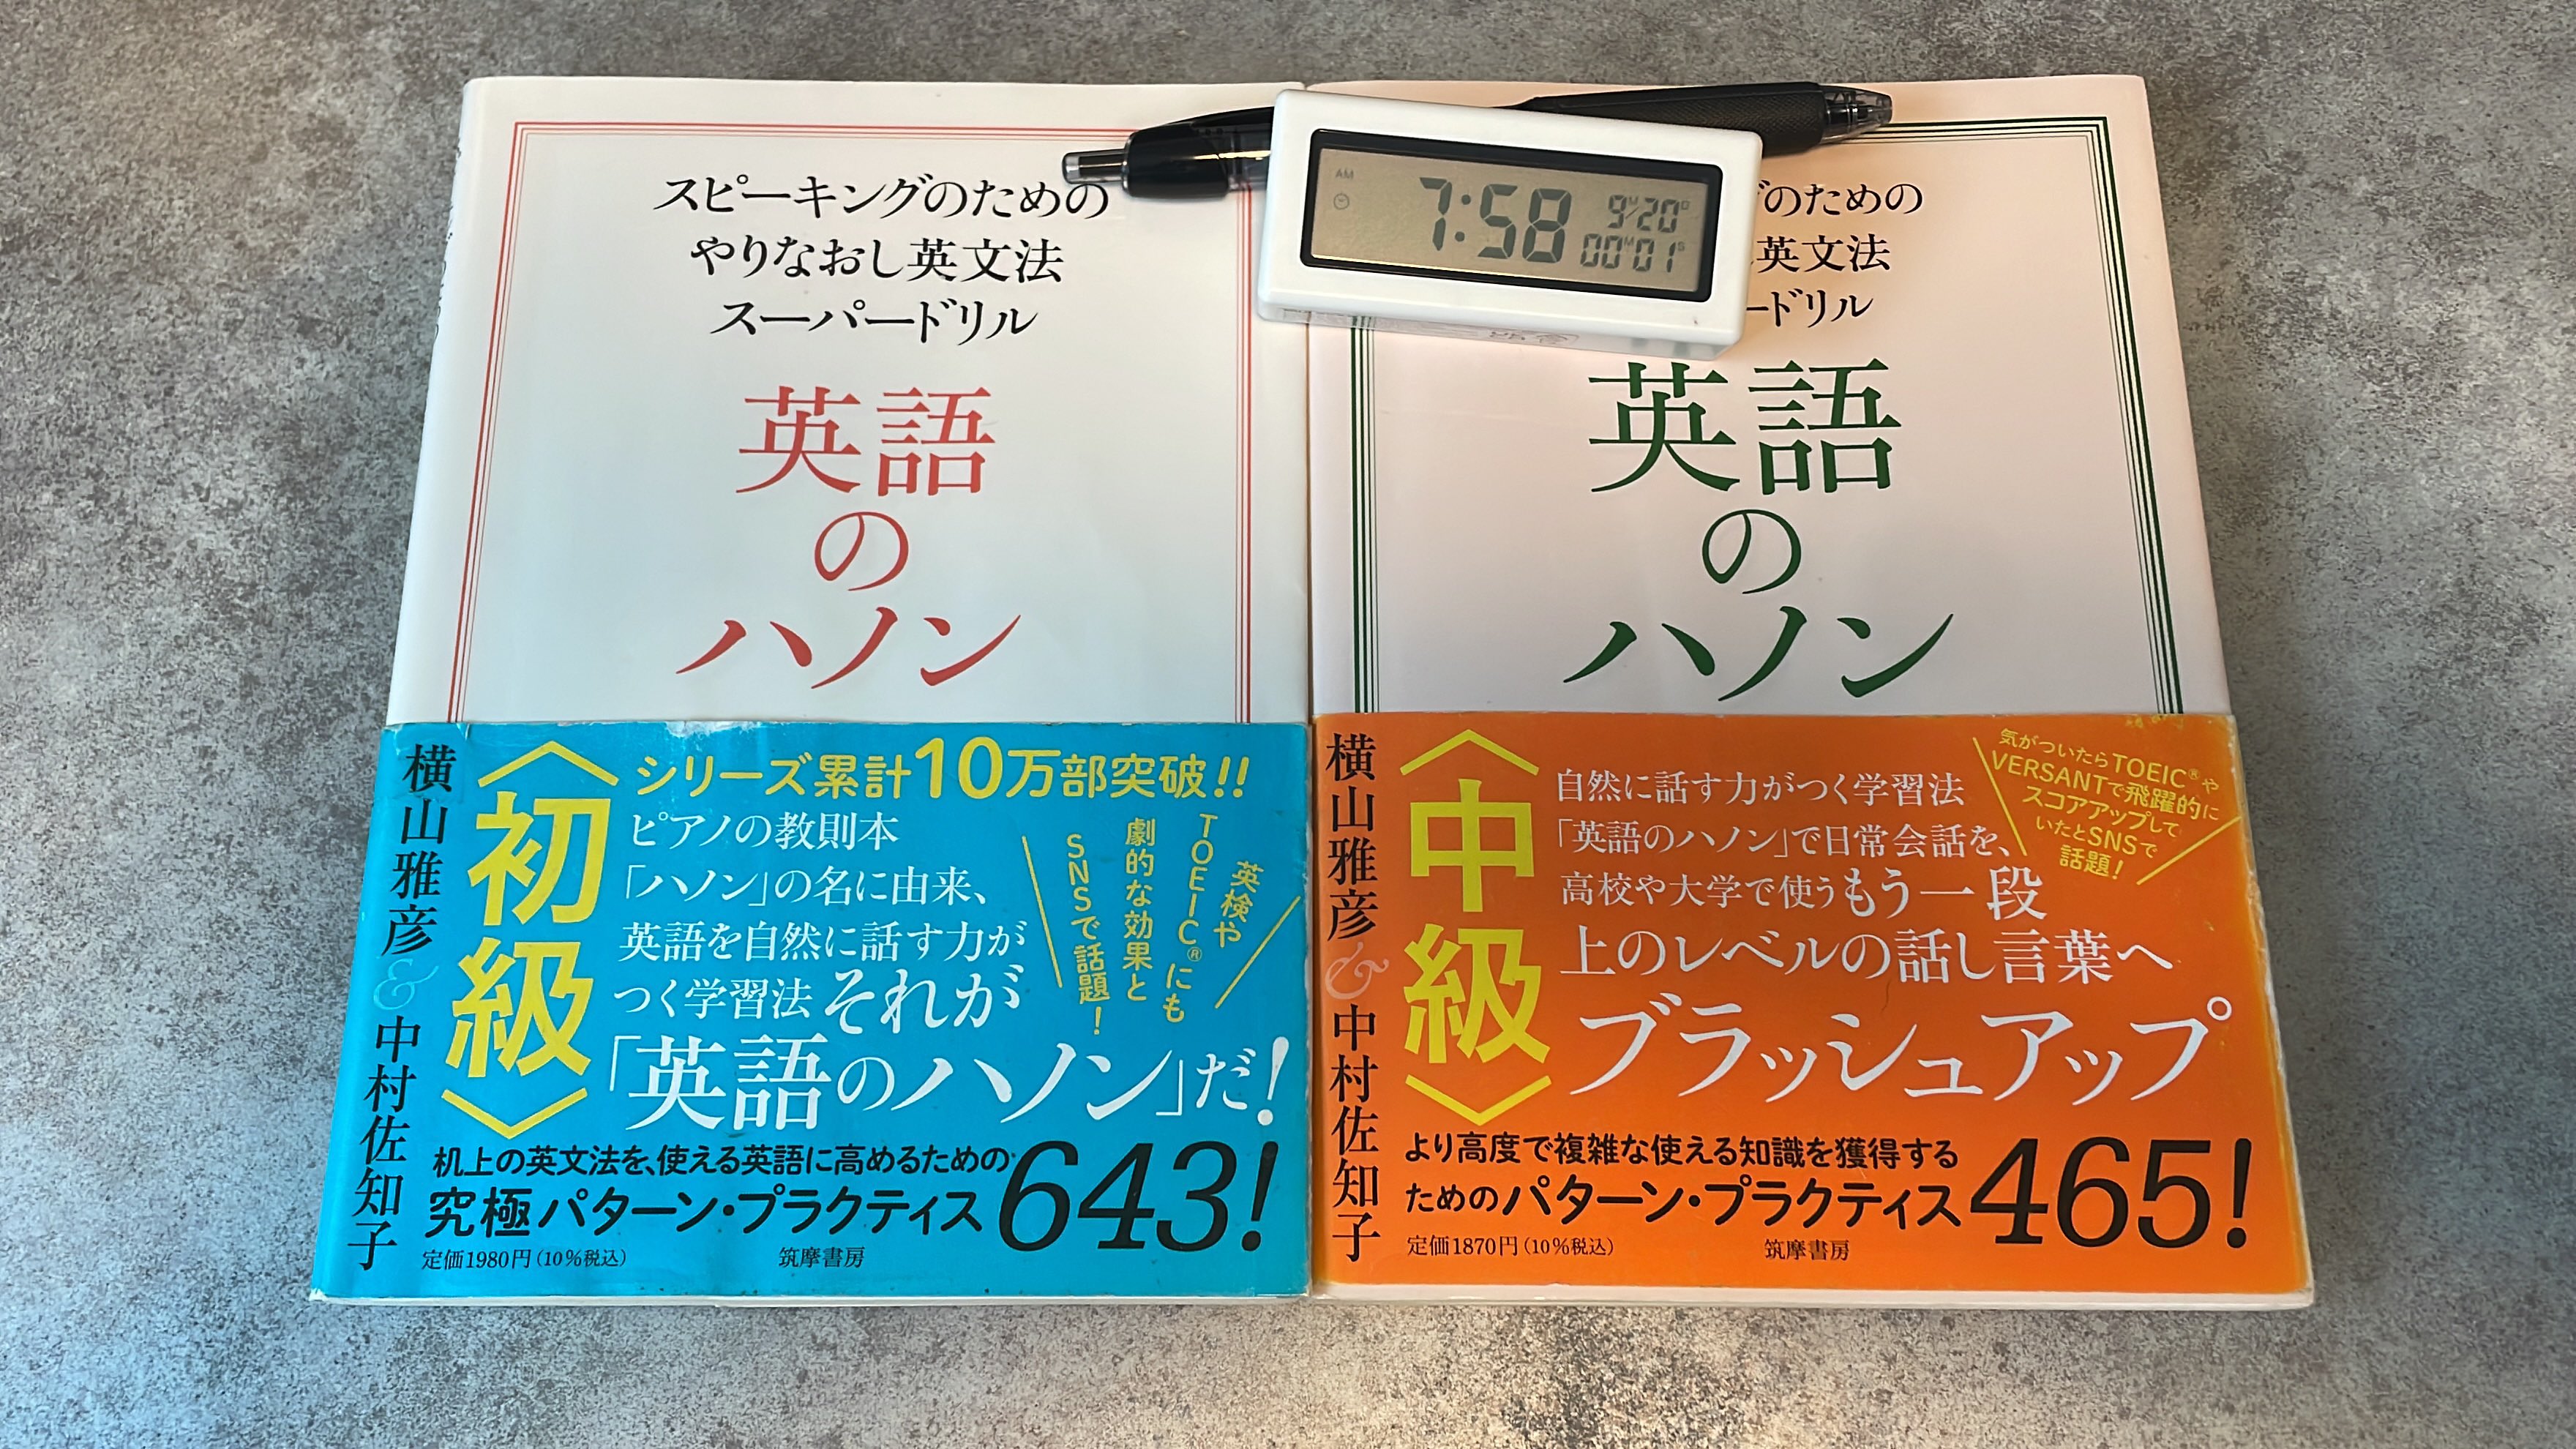 スピーキングのための
やりなおし英文法
スーパードリル
英語
の
ハノン
横山雅彦 & 中村佐知子
〈初級〉
シリーズ累計10万部突破!!
ピアノの教則本
「ハノン」の名に由来、
英語を自然に話す力が
つく学習法 それが
「英語のハノン」だ!
英検や
TOEIC®にも
劇的な効果と
SNSで話題!
机上の英文法を、使える英語に高めるための
究極パターン・プラクティス643!
定価1980円(10%税込)
筑摩書房
AM
7:58
9M20D
00M01S
のための
英文法
ードリル
英語
の
ハノン
横山雅彦 & 中村佐知子
〈中級〉
自然に話す力がつく学習法
「英語のハノン」で日常会話を、
高校や大学で使うもう一段
上のレベルの話し言葉へ
ブラッシュアップ
気がついたらTOEIC®や
VERSANTで飛躍的に
スコアアップして
いたとSNSで
話題!
より高度で複雑な使える知識を獲得する
ためのパターン・プラクティス465!
定価1870円(10%税込)
筑摩書房